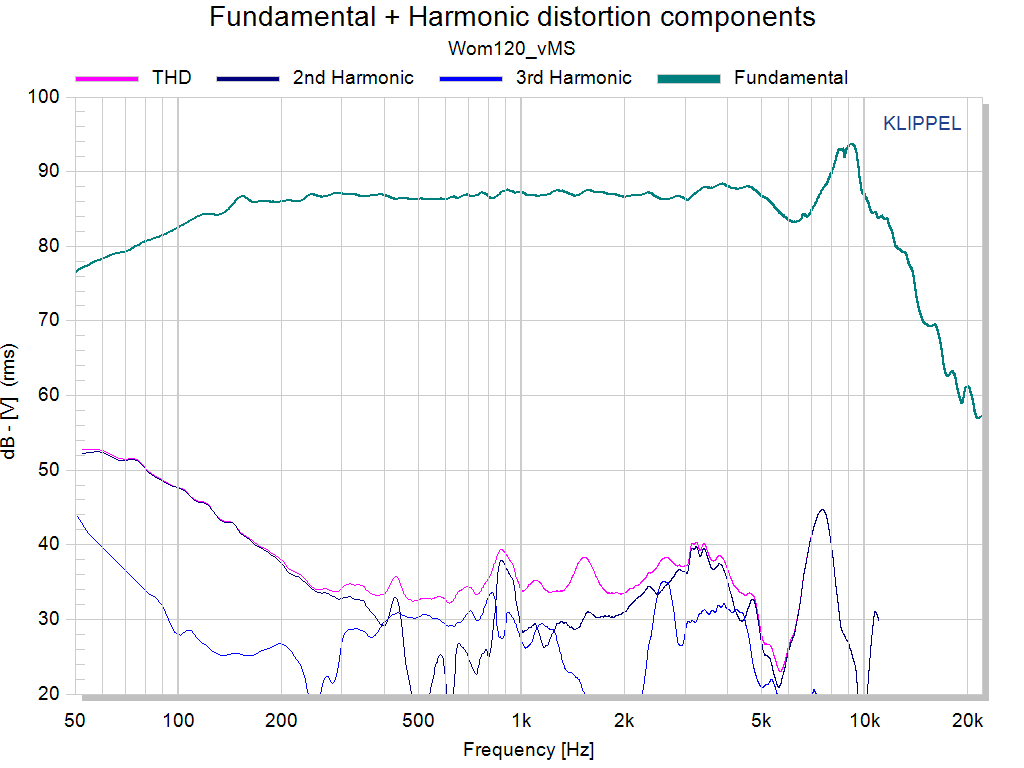 Fundamental + Harmonic distortion components
Wom120_vMS
THD 2nd Harmonic 3rd Harmonic Fundamental
KLIPPEL
100
90
80
70
60
50
40
30
20
dB - [V] (rms)
50 100 200 500 1k 2k 5k 10k 20k
Frequency [Hz]